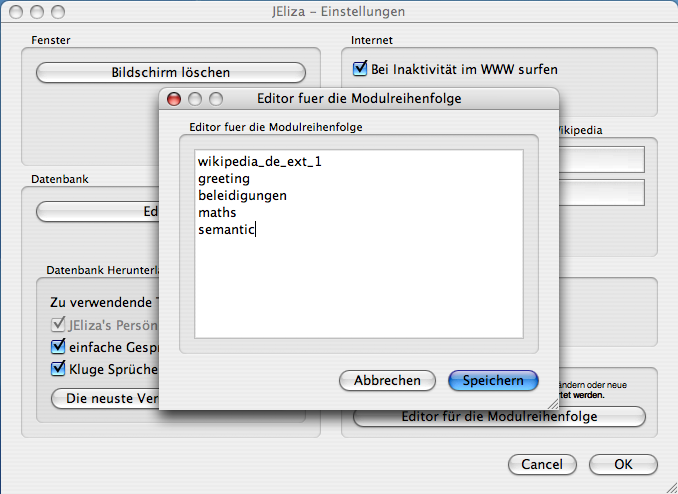 JEliza – Einstellungen
Fenster
Bildschirm löschen
Internet
Bei Inaktivität im WWW surfen
Editor fuer die Modulreihenfolge
Editor fuer die Modulreihenfolge
wikipedia_de_ext_1
greeting
beleidigungen
maths
semantic
Abbrechen
Speichern
Wikipedia
Datenbank
Ed
Datenbank Herunterla
Zu verwendende T
JEliza's Persön
einfache Gespr
Kluge Sprüche
Die neuste Ver
ändern oder neue
tet werden.
Editor für die Modulreihenfolge
Cancel
OK